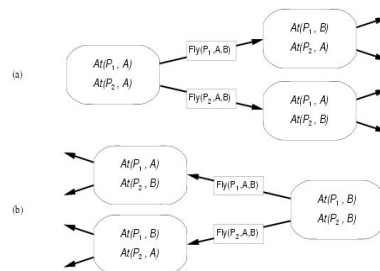 (a)
At(P1 , A)
At(P2 , A)
Fly(P1 ,A,B)
Fly(P2 ,A,B)
At(P1 , B)
At(P2 , A)
At(P1 , A)
At(P2 , B)
(b)
At(P1 , A)
At(P2 , B)
At(P1 , B)
At(P2 , A)
Fly(P1 ,A,B)
Fly(P2 ,A,B)
At(P1 , B)
At(P2 , B)